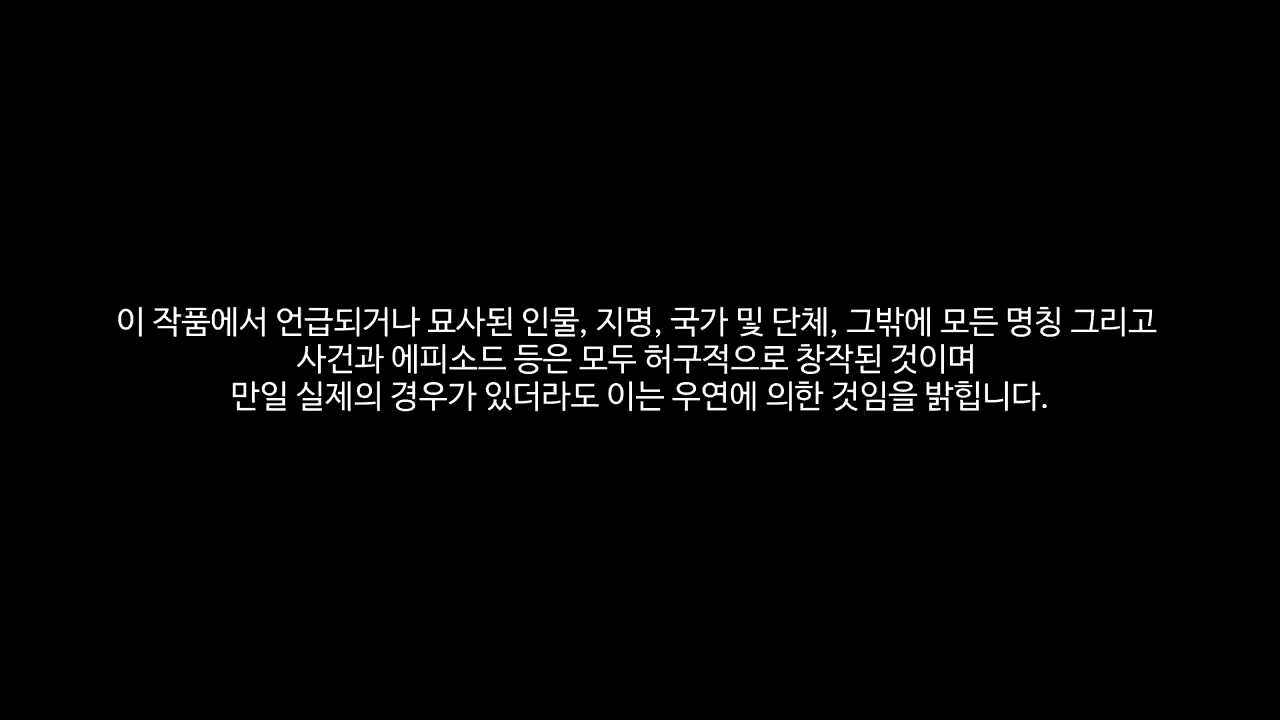 이 작품에서 언급되거나 묘사된 인물, 지명, 국가 및 단체, 그밖에 모든 명칭 그리고
사건과 에피소드 등은 모두 허구적으로 창작된 것이며
만일 실제의 경우가 있더라도 이는 우연에 의한 것임을 밝힙니다.